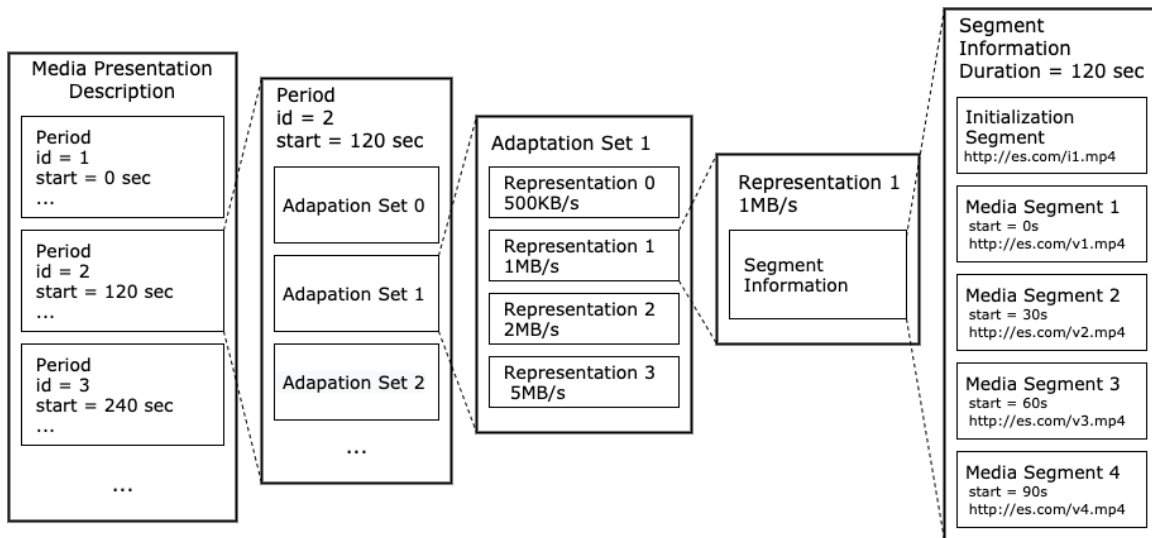 Media Presentation
Description
Period
id = 1
start = 0 sec
...
Period
id = 2
start = 120 sec
...
Period
id = 3
start = 240 sec
...
...
Period
id = 2
start = 120 sec
Adapation Set 0
Adapation Set 1
Adapation Set 2
...
Adaptation Set 1
Representation 0
500KB/s
Representation 1
1MB/s
Representation 2
2MB/s
Representation 3
5MB/s
Representation 1
1MB/s
Segment
Information
Segment
Information
Duration = 120 sec
Initialization
Segment
http://es.com/i1.mp4
Media Segment 1
start = 0s
http://es.com/v1.mp4
Media Segment 2
start = 30s
http://es.com/v2.mp4
Media Segment 3
start = 60s
http://es.com/v3.mp4
Media Segment 4
start = 90s
http://es.com/v4.mp4